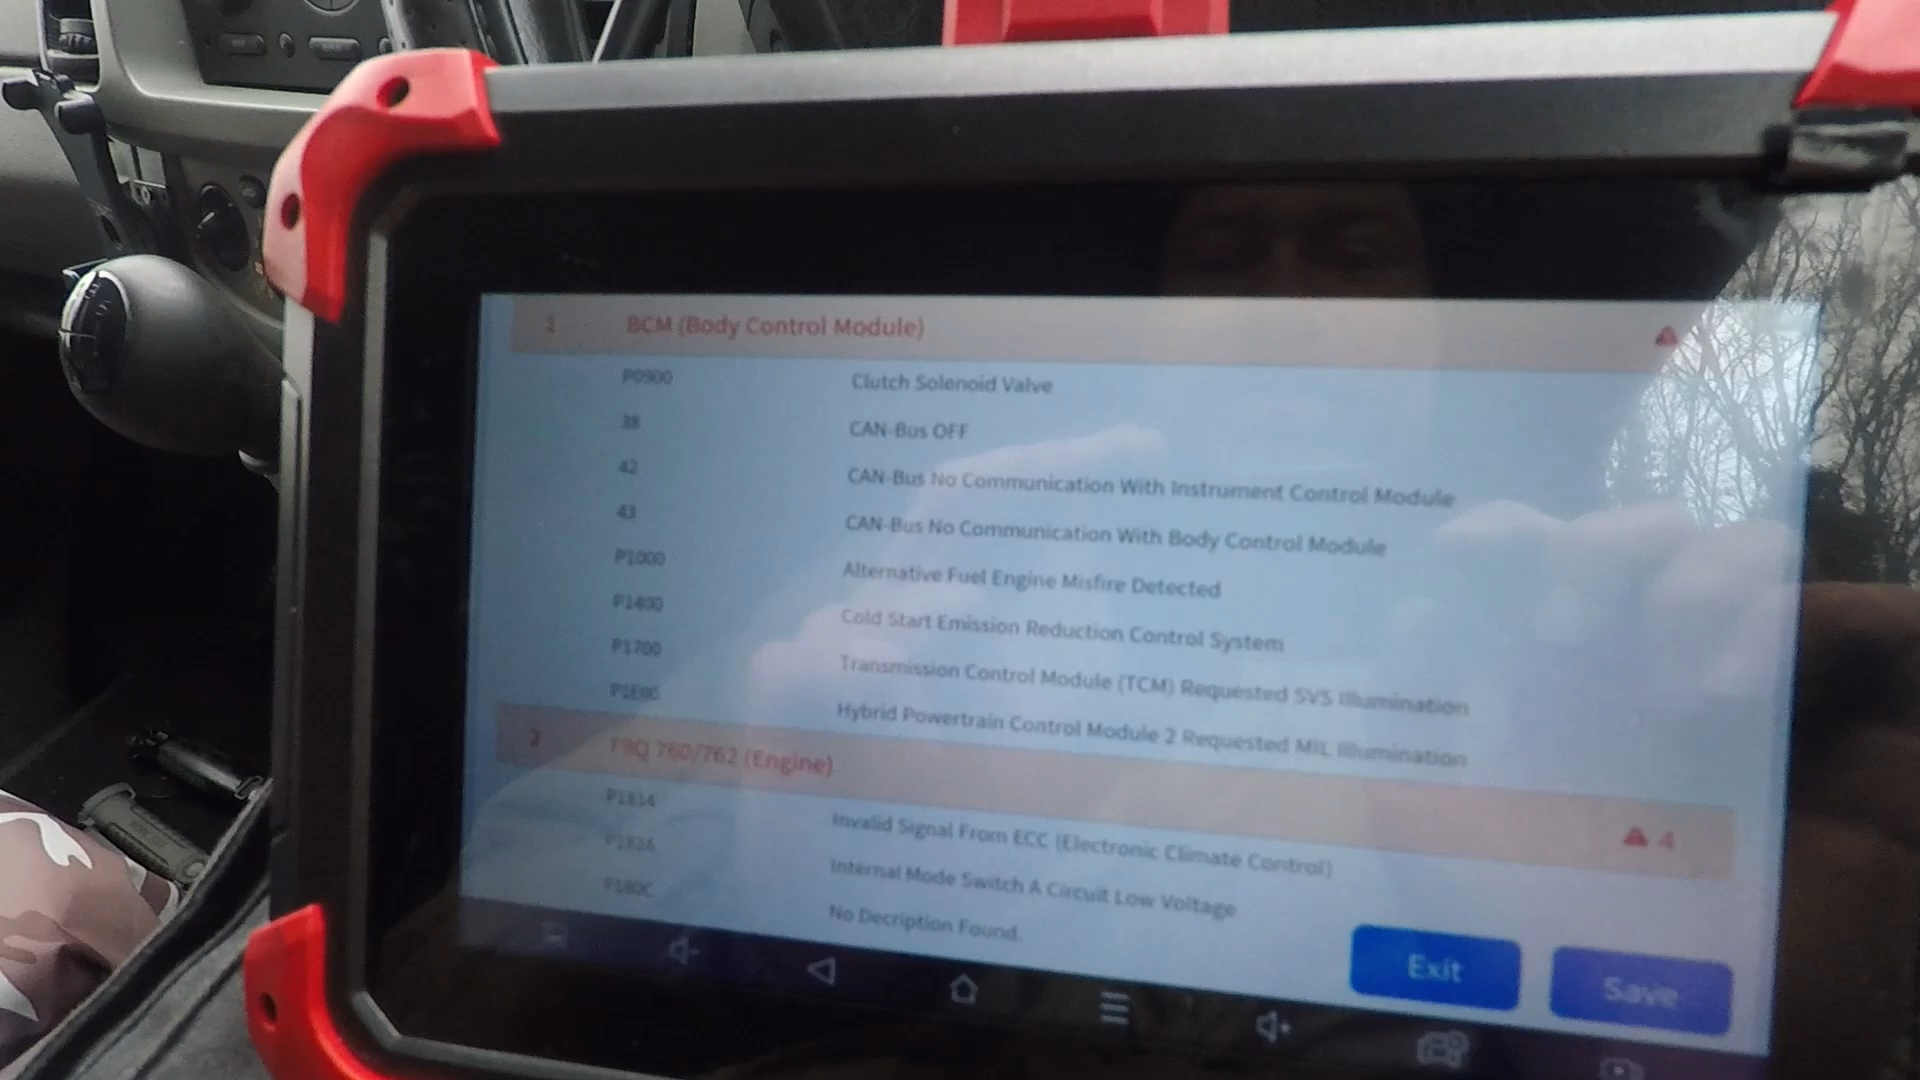 1 BCM (Body Control Module)
P0900 Clutch Solenoid Valve
38 CAN-Bus OFF
42 CAN-Bus No Communication With Instrument Control Module
43 CAN-Bus No Communication With Body Control Module
P1000 Alternative Fuel Engine Misfire Detected
P1400 Cold Start Emission Reduction Control System
P1700 Transmission Control Module (TCM) Requested SVS Illumination
P1E00 Hybrid Powertrain Control Module 2 Requested MIL Illumination
2 F9Q 760/762 (Engine) 4
P1614 Invalid Signal From ECC (Electronic Climate Control)
Internal Mode Switch A Circuit Low Voltage
P180C No Decription Found.
Exit Save